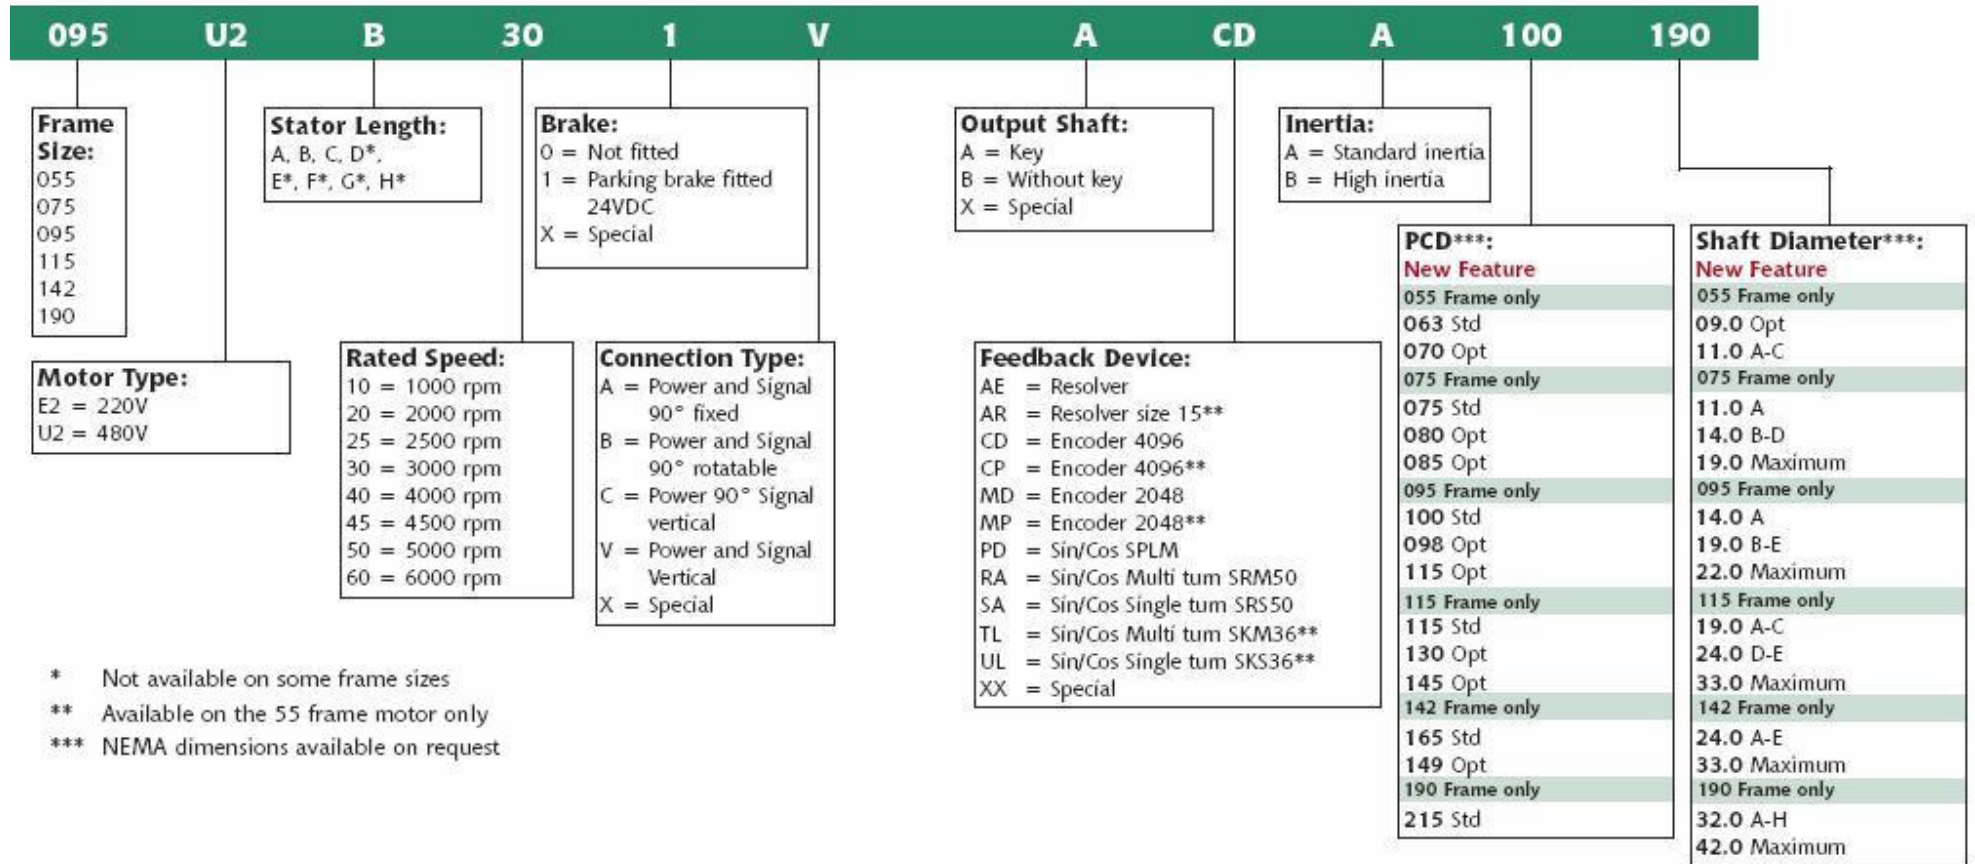 095 U2 B 30 1 V A CD A 100 190
Frame
Size:
055
075
095
115
142
190
Motor Type:
E2 = 220V
U2 = 480V
Stator Length:
A, B, C, D*,
E*, F*, G*, H*
Rated Speed:
10 = 1000 rpm
20 = 2000 rpm
25 = 2500 rpm
30 = 3000 rpm
40 = 4000 rpm
45 = 4500 rpm
50 = 5000 rpm
60 = 6000 rpm
Brake:
0 = Not fitted
1 = Parking brake fitted
24VDC
X = Special
Connection Type:
A = Power and Signal
90° fixed
B = Power and Signal
90° rotatable
C = Power 90° Signal
vertical
V = Power and Signal
Vertical
X = Special
Output Shaft:
A = Key
B = Without key
X = Special
Feedback Device:
AE = Resolver
AR = Resolver size 15**
CD = Encoder 4096
CP = Encoder 4096**
MD = Encoder 2048
MP = Encoder 2048**
PD = Sin/Cos SPLM
RA = Sin/Cos Multi turn SRM50
SA = Sin/Cos Single turn SRS50
TL = Sin/Cos Multi turn SKM36**
UL = Sin/Cos Single turn SKS36**
XX = Special
Inertia:
A = Standard inertia
B = High inertia
PCD***:
New Feature
055 Frame only
063 Std
070 Opt
075 Frame only
075 Std
080 Opt
085 Opt
095 Frame only
100 Std
098 Opt
115 Opt
115 Frame only
115 Std
130 Opt
145 Opt
142 Frame only
165 Std
149 Opt
190 Frame only
215 Std
Shaft Diameter***:
New Feature
055 Frame only
09.0 Opt
11.0 A-C
075 Frame only
11.0 A
14.0 B-D
19.0 Maximum
095 Frame only
14.0 A
19.0 B-E
22.0 Maximum
115 Frame only
19.0 A-C
24.0 D-E
33.0 Maximum
142 Frame only
24.0 A-E
33.0 Maximum
190 Frame only
32.0 A-H
42.0 Maximum
* Not available on some frame sizes
** Available on the 55 frame motor only
*** NEMA dimensions available on request